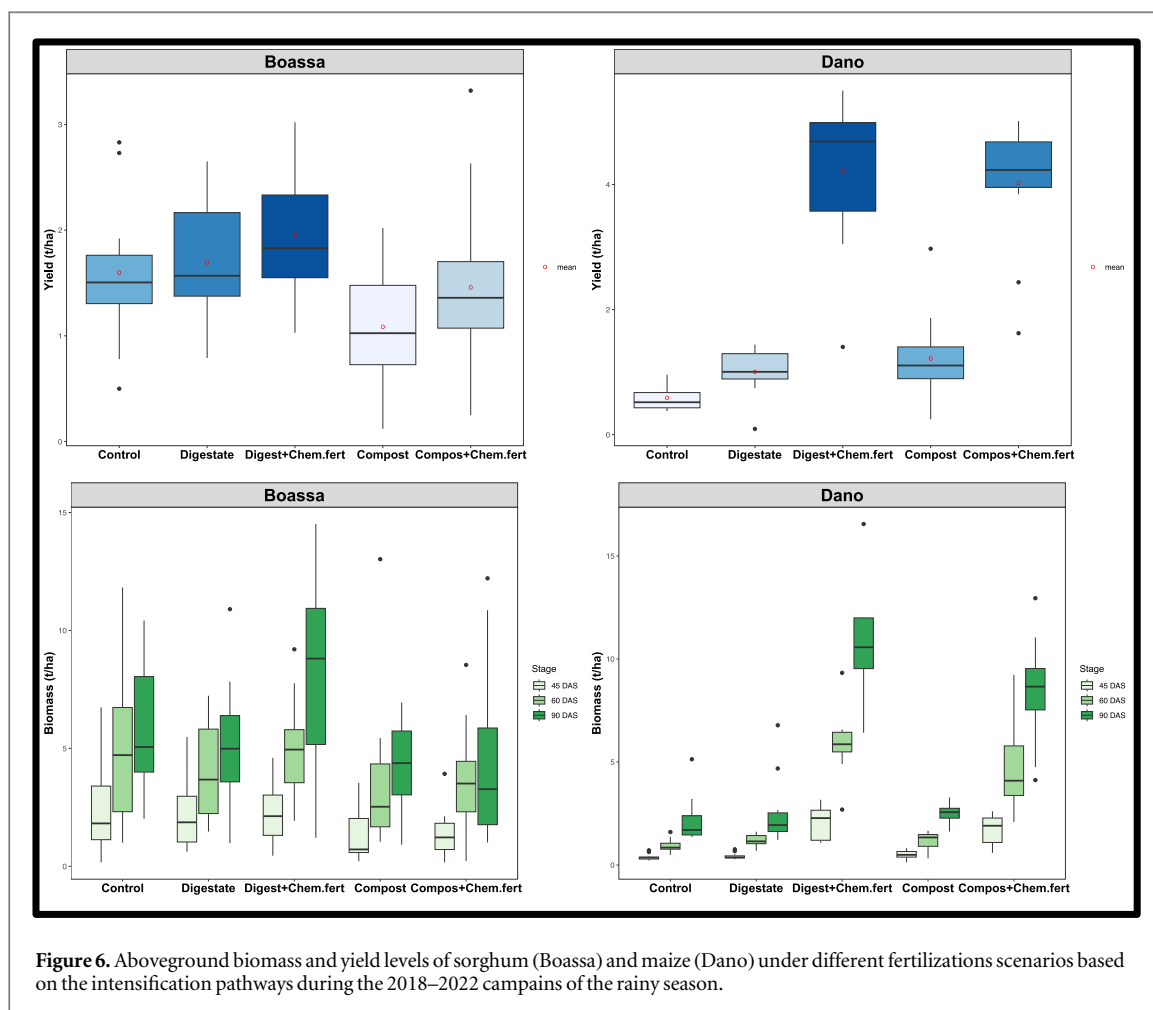 Boassa
Dano
3
2
1
0
Yield (t/ha)
Control Digestate Digest+Chem.fert Compost Compos+Chem.fert
mean
4
2
0
Yield (t/ha)
Control Digestate Digest+Chem.fert Compost Compos+Chem.fert
mean
Boassa
Dano
15
10
5
0
Biomass (t/ha)
Control Digestate Digest+Chem.fert Compost Compos+Chem.fert
Stage
45 DAS
60 DAS
90 DAS
15
10
5
0
Biomass (t/ha)
Control Digestate Digest+Chem.fert Compost Compos+Chem.fert
Stage
45 DAS
60 DAS
90 DAS
Figure 6. Aboveground biomass and yield levels of sorghum (Boassa) and maize (Dano) under different fertilizations scenarios based
on the intensification pathways during the 2018–2022 campains of the rainy season.